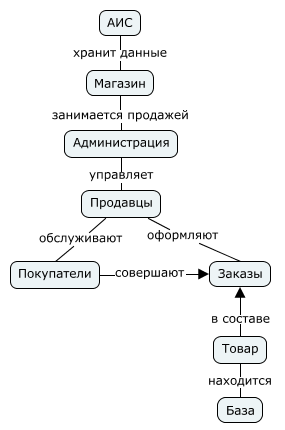 АИС
хранит данные
Магазин
занимается продажей
Администрация
управляет
Продавцы
обслуживают
оформляют
Покупатели
совершают
Заказы
в составе
Товар
находится
База